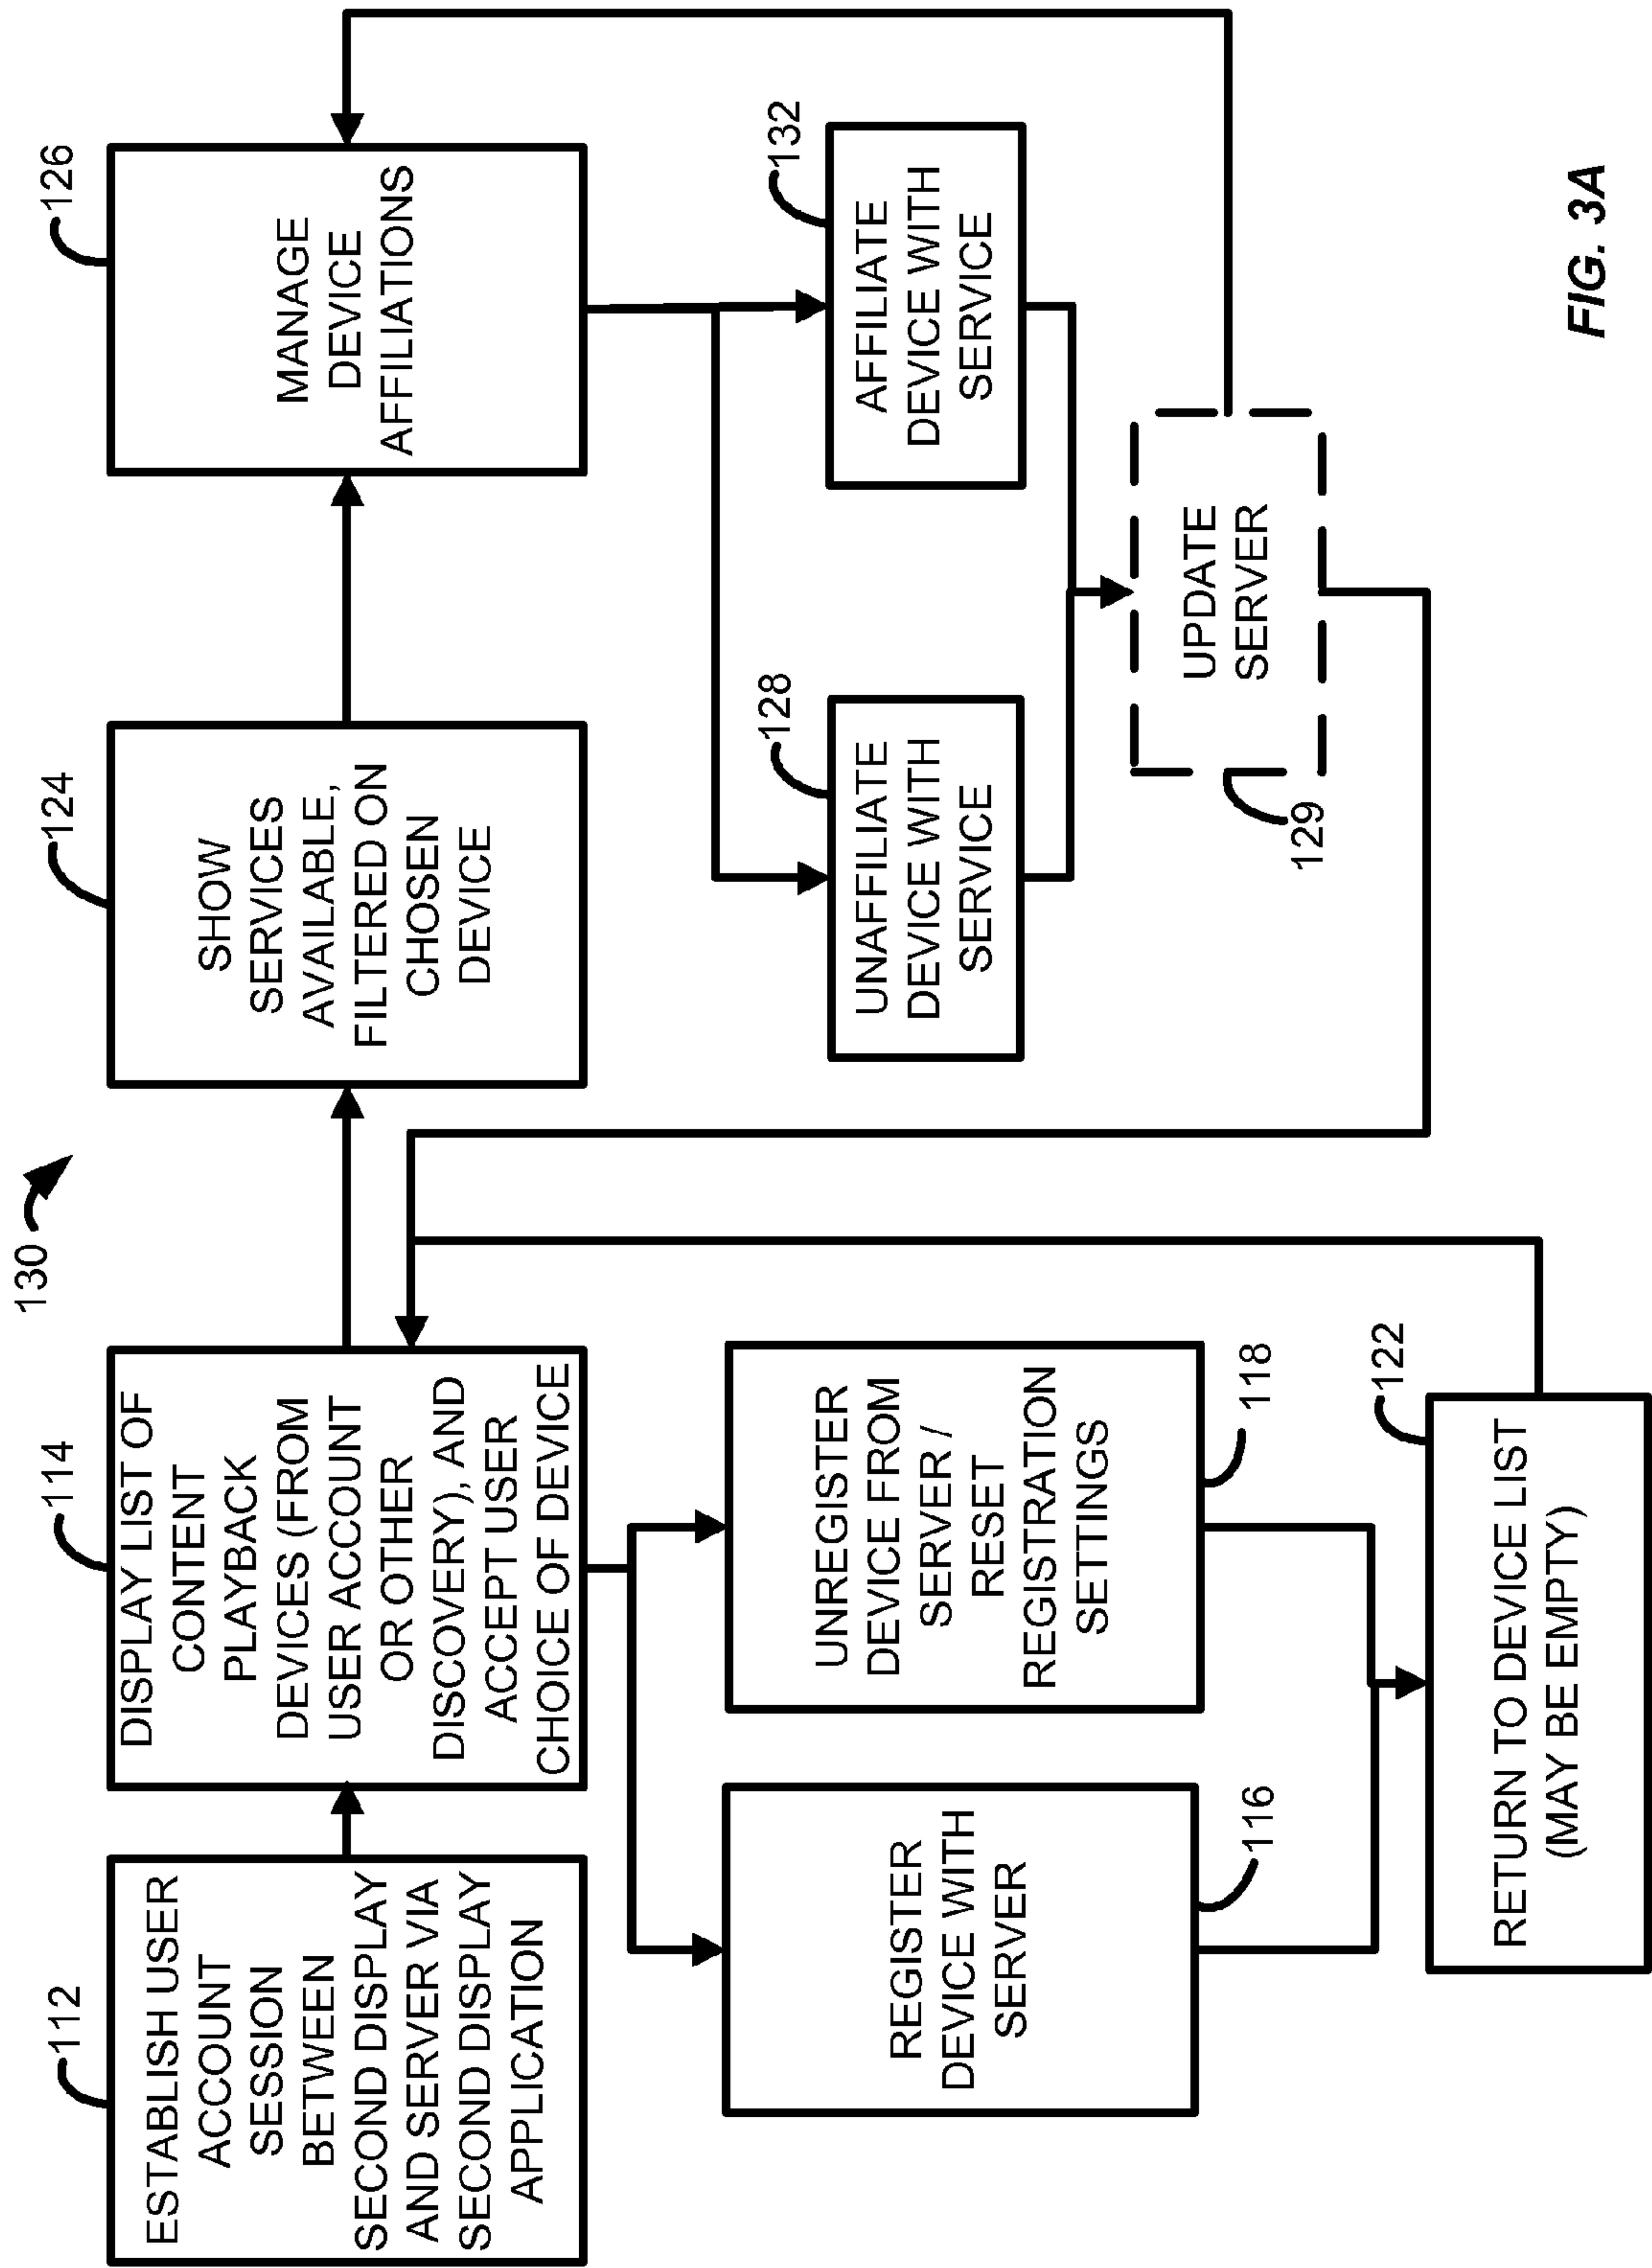 130
112
ESTABLISH USER
ACCOUNT
SESSION
BETWEEN
SECOND DISPLAY
AND SERVER VIA
SECOND DISPLAY
APPLICATION
114
DISPLAY LIST OF
CONTENT
PLAYBACK
DEVICES (FROM
USER ACCOUNT
OR OTHER
DISCOVERY), AND
ACCEPT USER
CHOICE OF DEVICE
124
SHOW
SERVICES
AVAILABLE,
FILTERED ON
CHOSEN
DEVICE
126
MANAGE
DEVICE
AFFILIATIONS
REGISTER
DEVICE WITH
SERVER
116
UNREGISTER
DEVICE FROM
SERVER /
RESET
REGISTRATION
SETTINGS
118
128
UNAFFILIATE
DEVICE WITH
SERVICE
132
AFFILIATE
DEVICE WITH
SERVICE
UPDATE
SERVER
129
122
RETURN TO DEVICE LIST
(MAY BE EMPTY)
FIG. 3A